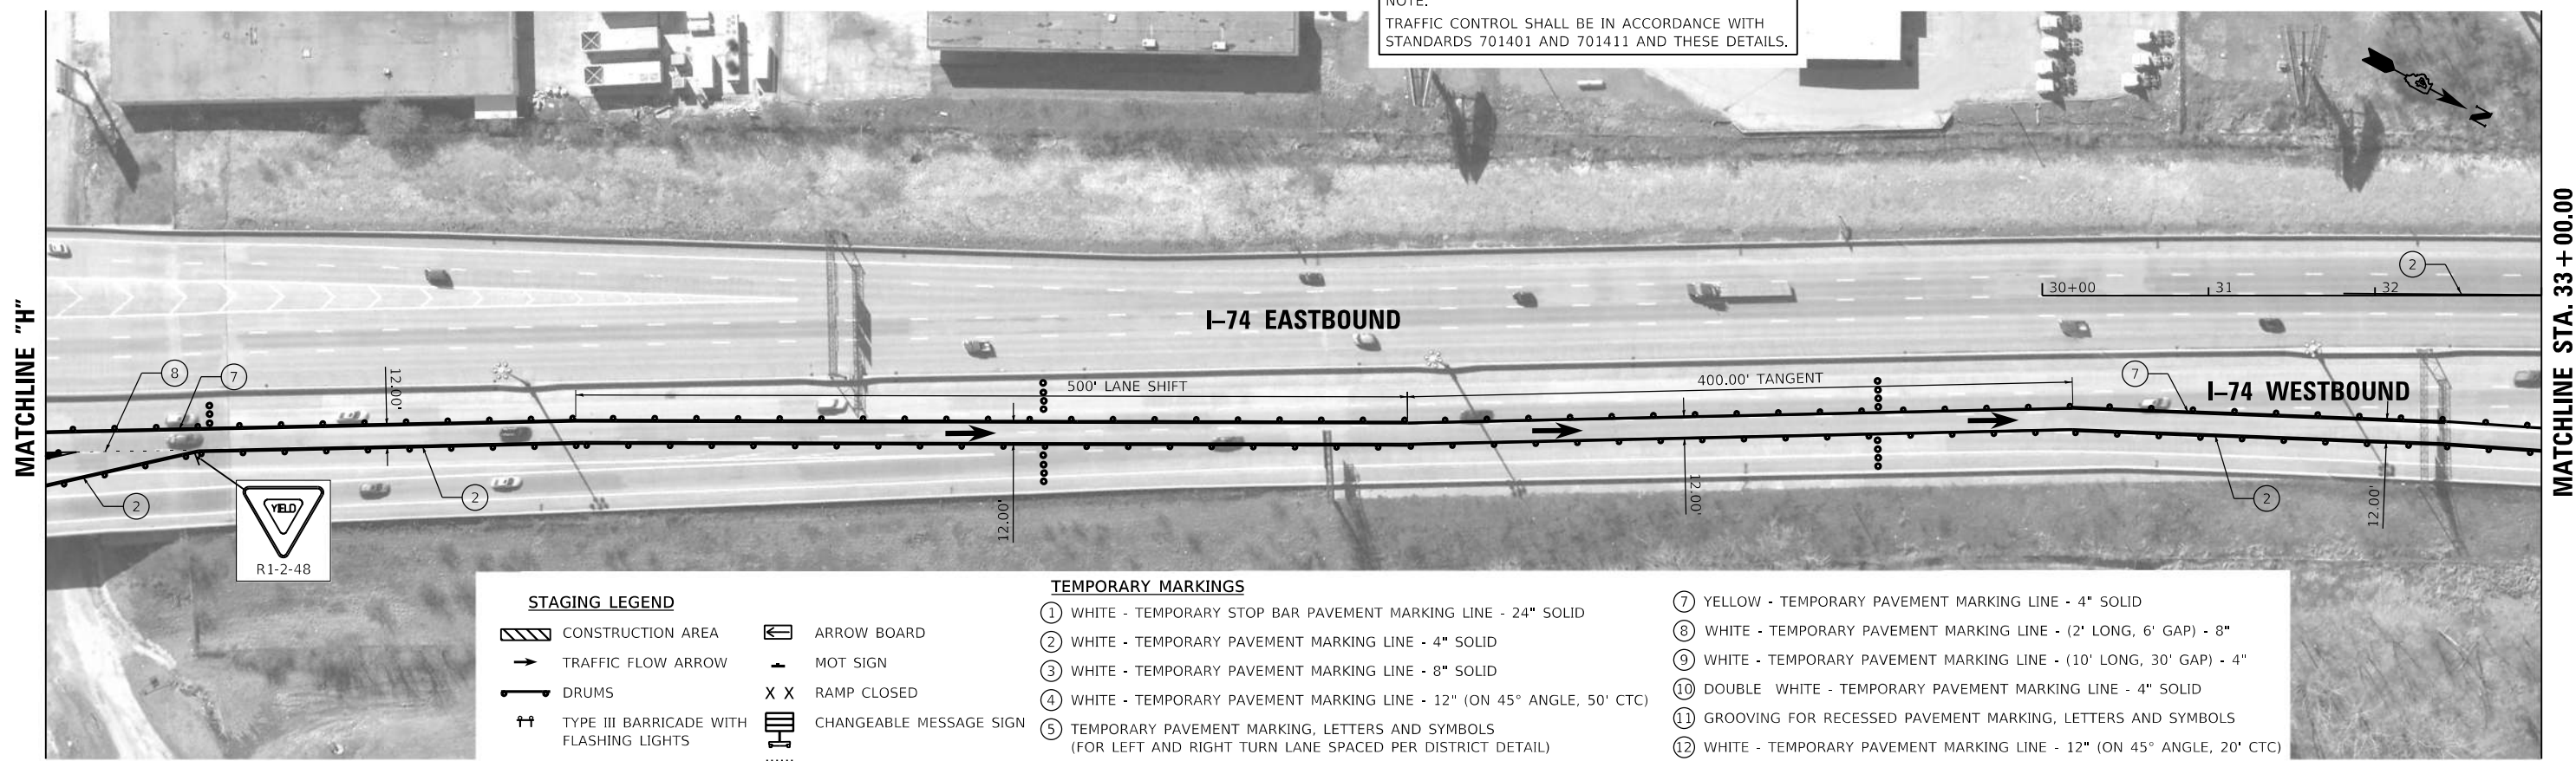 NOTE:
TRAFFIC CONTROL SHALL BE IN ACCORDANCE WITH
STANDARDS 701401 AND 701411 AND THESE DETAILS.
N
MATCHLINE "H"
MATCHLINE STA. 33+00.00
2
30+00 31 32
I-74 EASTBOUND
8
7
12.00'
500' LANE SHIFT
400.00' TANGENT
7
I-74 WESTBOUND
2
2
2
12.00'
12.00'
12.00'
YIELD
R1-2-48
STAGING LEGEND
CONSTRUCTION AREA
TRAFFIC FLOW ARROW
DRUMS
TYPE III BARRICADE WITH
FLASHING LIGHTS
ARROW BOARD
MOT SIGN
X X RAMP CLOSED
CHANGEABLE MESSAGE SIGN
TEMPORARY MARKINGS
1 WHITE - TEMPORARY STOP BAR PAVEMENT MARKING LINE - 24" SOLID
2 WHITE - TEMPORARY PAVEMENT MARKING LINE - 4" SOLID
3 WHITE - TEMPORARY PAVEMENT MARKING LINE - 8" SOLID
4 WHITE - TEMPORARY PAVEMENT MARKING LINE - 12" (ON 45° ANGLE, 50' CTC)
5 TEMPORARY PAVEMENT MARKING, LETTERS AND SYMBOLS
(FOR LEFT AND RIGHT TURN LANE SPACED PER DISTRICT DETAIL)
7 YELLOW - TEMPORARY PAVEMENT MARKING LINE - 4" SOLID
8 WHITE - TEMPORARY PAVEMENT MARKING LINE - (2' LONG, 6' GAP) - 8"
9 WHITE - TEMPORARY PAVEMENT MARKING LINE - (10' LONG, 30' GAP) - 4"
10 DOUBLE WHITE - TEMPORARY PAVEMENT MARKING LINE - 4" SOLID
11 GROOVING FOR RECESSED PAVEMENT MARKING, LETTERS AND SYMBOLS
12 WHITE - TEMPORARY PAVEMENT MARKING LINE - 12" (ON 45° ANGLE, 20' CTC)